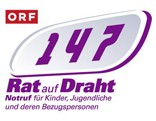 ORF
147
Rat auf Draht
Notruf für Kinder, Jugendliche
und deren Bezugspersonen